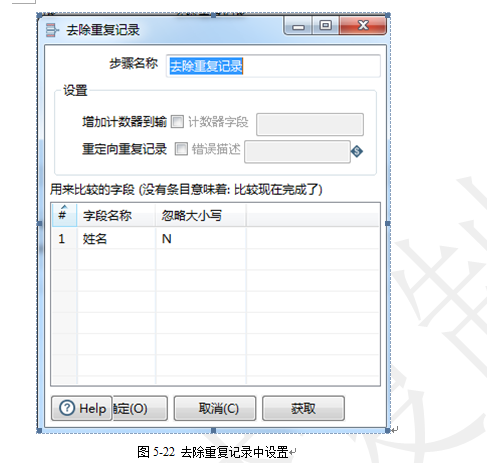 去除重复记录
步骤名称 去除重复记录
设置
增加计数器到输 计数器字段
重定向重复记录 错误描述
用来比较的字段 (没有条目意味着: 比较现在完成了)
# 字段名称 忽略大小写
1 姓名 N
Help 确定(O) 取消(C) 获取
图 5-22 去除重复记录中设置